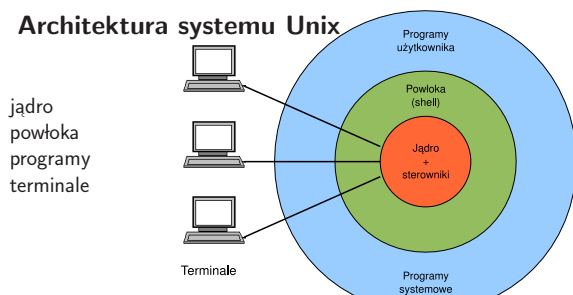 Architektura systemu Unix
jądro
powłoka
programy
terminale
Terminale
Programy
użytkownika
Powłoka
(shell)
Jądro
+
sterowniki
Programy
systemowe